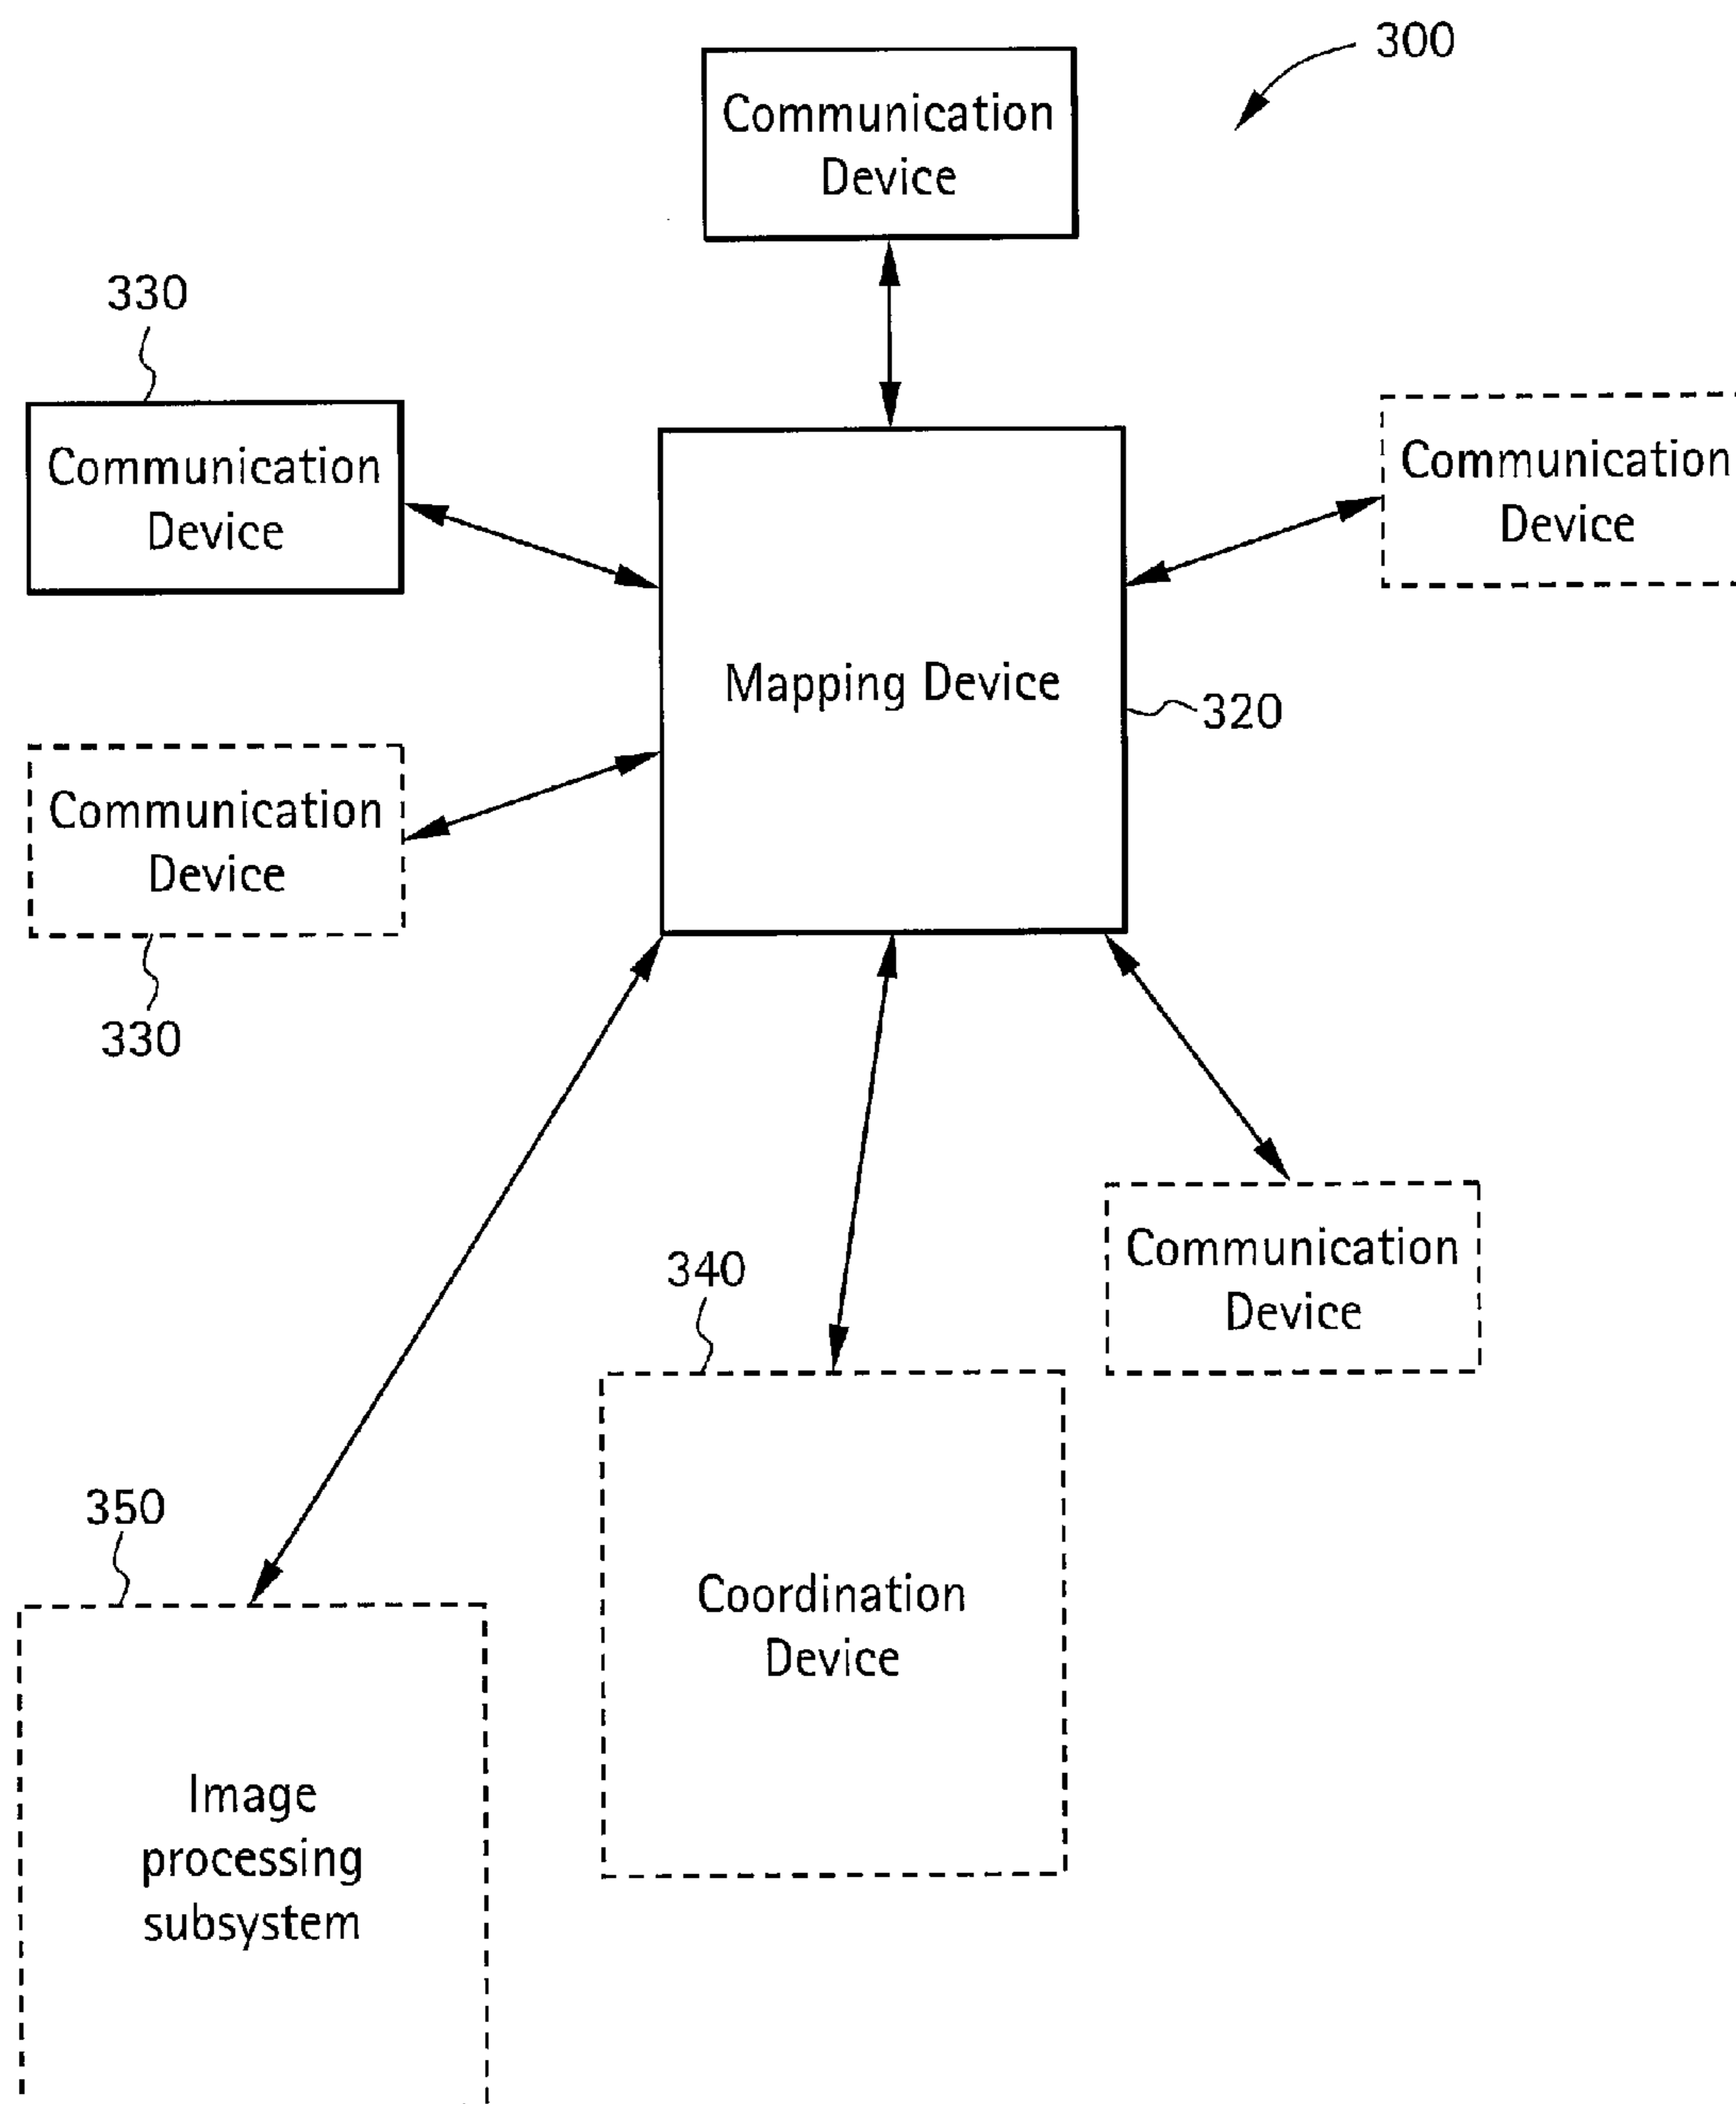 300
Communication
Device
330
Communication
Device
Communication
Device
Mapping Device
320
Communication
Device
330
340
Communication
Device
350
Coordination
Device
Image
processing
subsystem